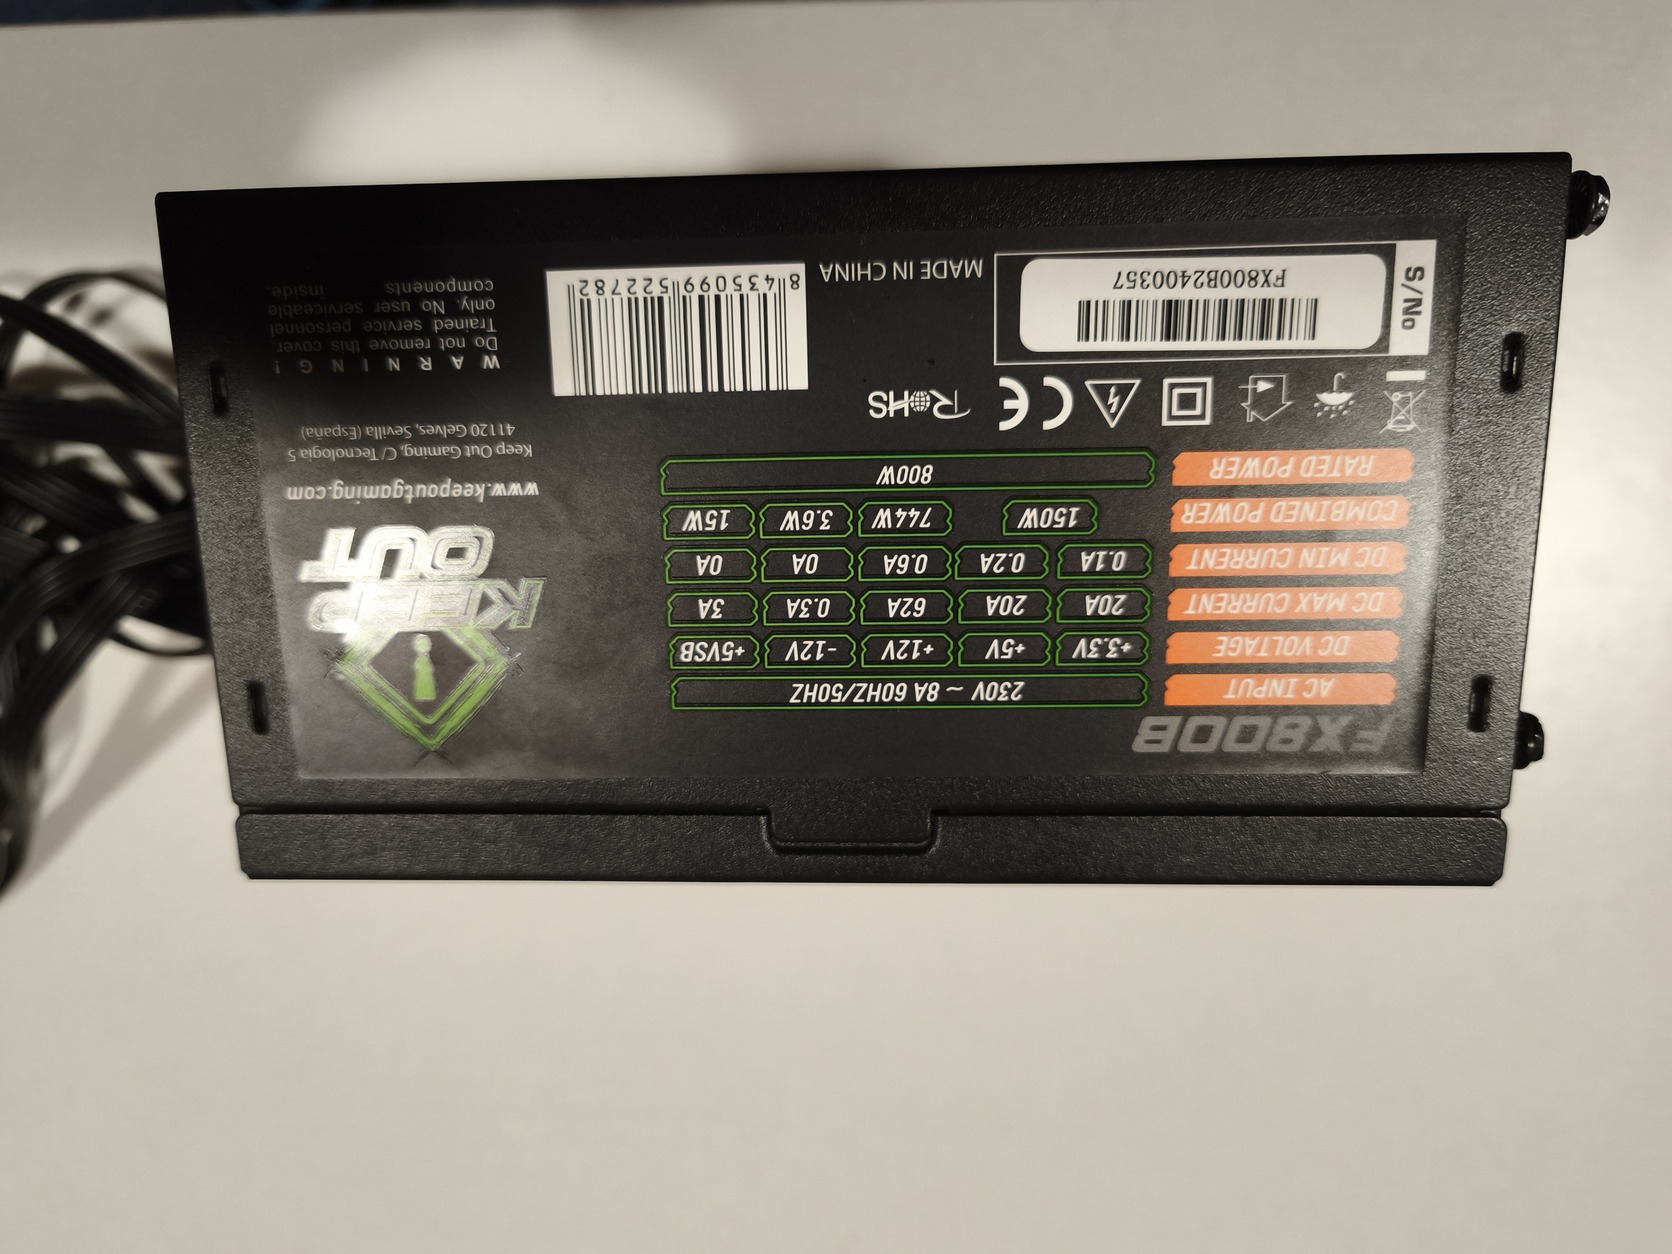 FX800B
AC INPUT 230V ~ 8A 60HZ/50HZ
DC VOLTAGE +3.3V +5V +12V -12V +5VSB
DC MAX CURRENT 20A 20A 62A 0.3A 3A
DC MIN CURRENT 0.1A 0.2A 0.6A 0A 0A
COMBINED POWER 150W 744W 3.6W 15W
RATED POWER 800W
KEEP
OUT
www.keepoutgaming.com
Keep Out Gaming, C/ Tecnologia 5
41120 Gelves, Sevilla (España)
CE RoHS
S/No
FX800B2400357
MADE IN CHINA
8 435099 522782
WARNING!
Do not remove this cover.
Trained service personnel
only. No user serviceable
components inside.